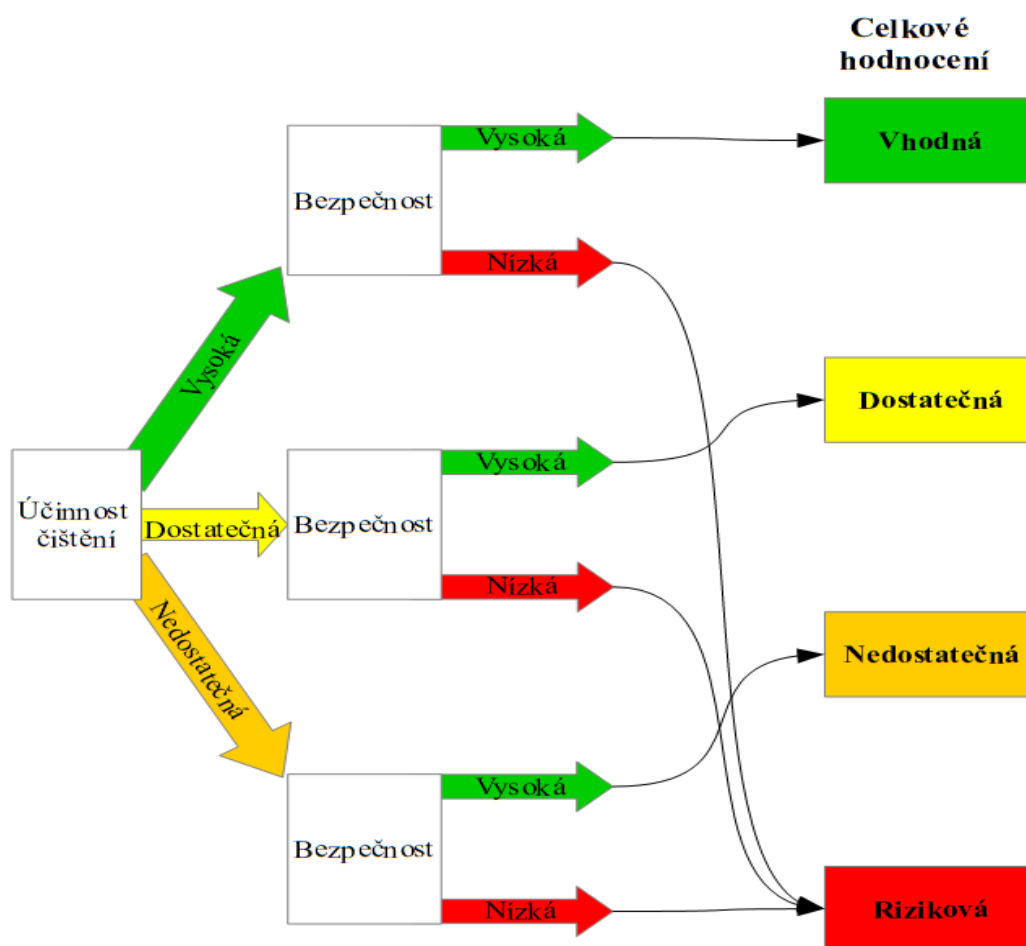 Celkové
hodnocení
Vysoká
Vhodná
Bezpečnost
Nízká
Vysoká
Dostatečná
Vysoká
Účinnost
čištění
Dostatečná
Bezpečnost
Nízká
Nedostatečná
Nedostatečná
Vysoká
Bezpečnost
Nízká
Riziková